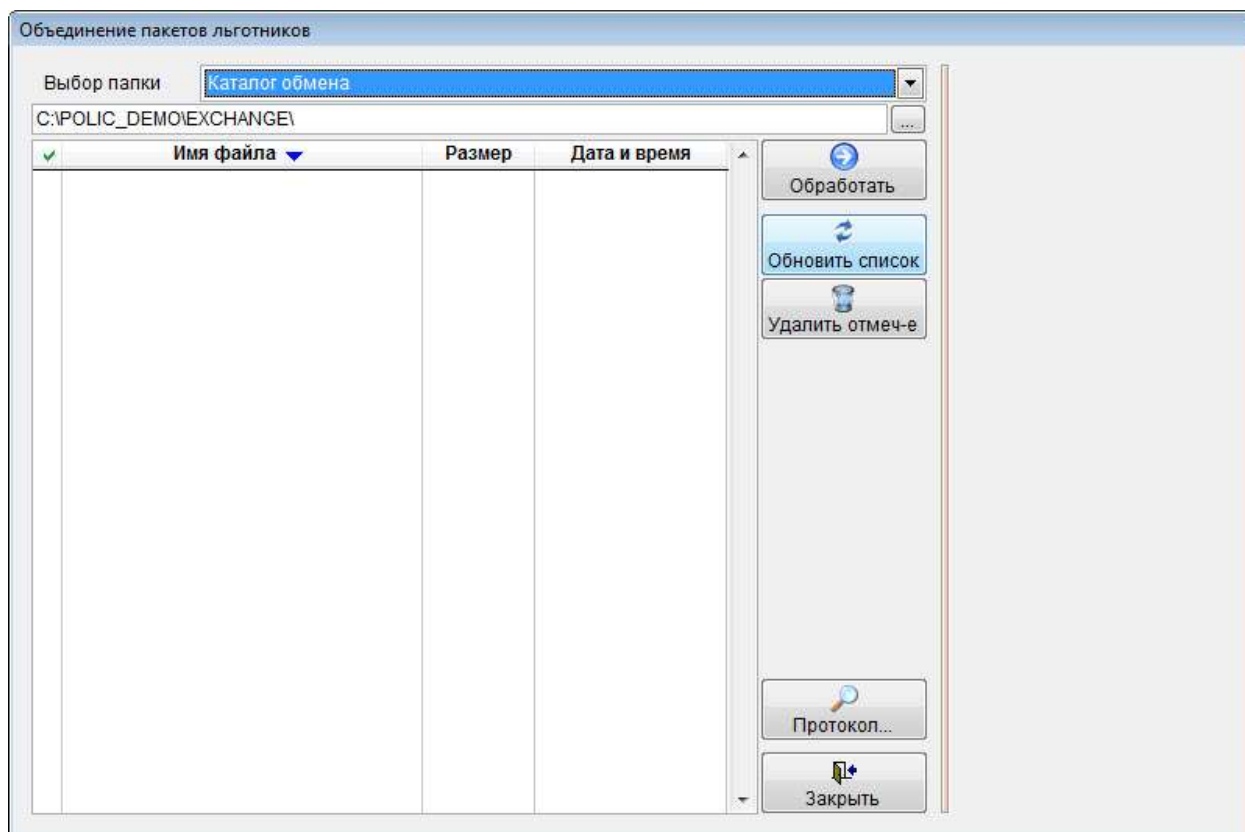 Объединение пакетов льготников
Выбор папки Каталог обмена
C:\POLIC_DEMO\EXCHANGE\ ...
Имя файла Размер Дата и время
Обработать
Обновить список
Удалить отмеч-е
Протокол...
Закрыть